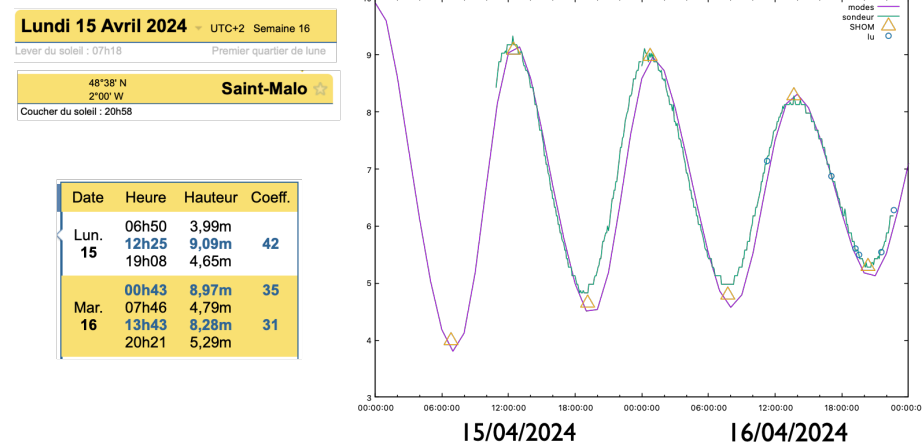 Lundi 15 Avril 2024 UTC+2 Semaine 16
Lever du soleil : 07h18 Premier quartier de lune
48°38' N
2°00' W
Saint-Malo
Coucher du soleil : 20h58
Date Heure Hauteur Coeff.
Lun. 15
06h50 3,99m
12h25 9,09m 42
19h08 4,65m
Mar. 16
00h43 8,97m 35
07h46 4,79m
13h43 8,28m 31
20h21 5,29m
modes
sondeur
SHOM
lu
9
8
7
6
5
4
3
00:00:00 06:00:00 12:00:00 18:00:00 00:00:00 06:00:00 12:00:00 18:00:00 00:00:0
15/04/2024 16/04/2024